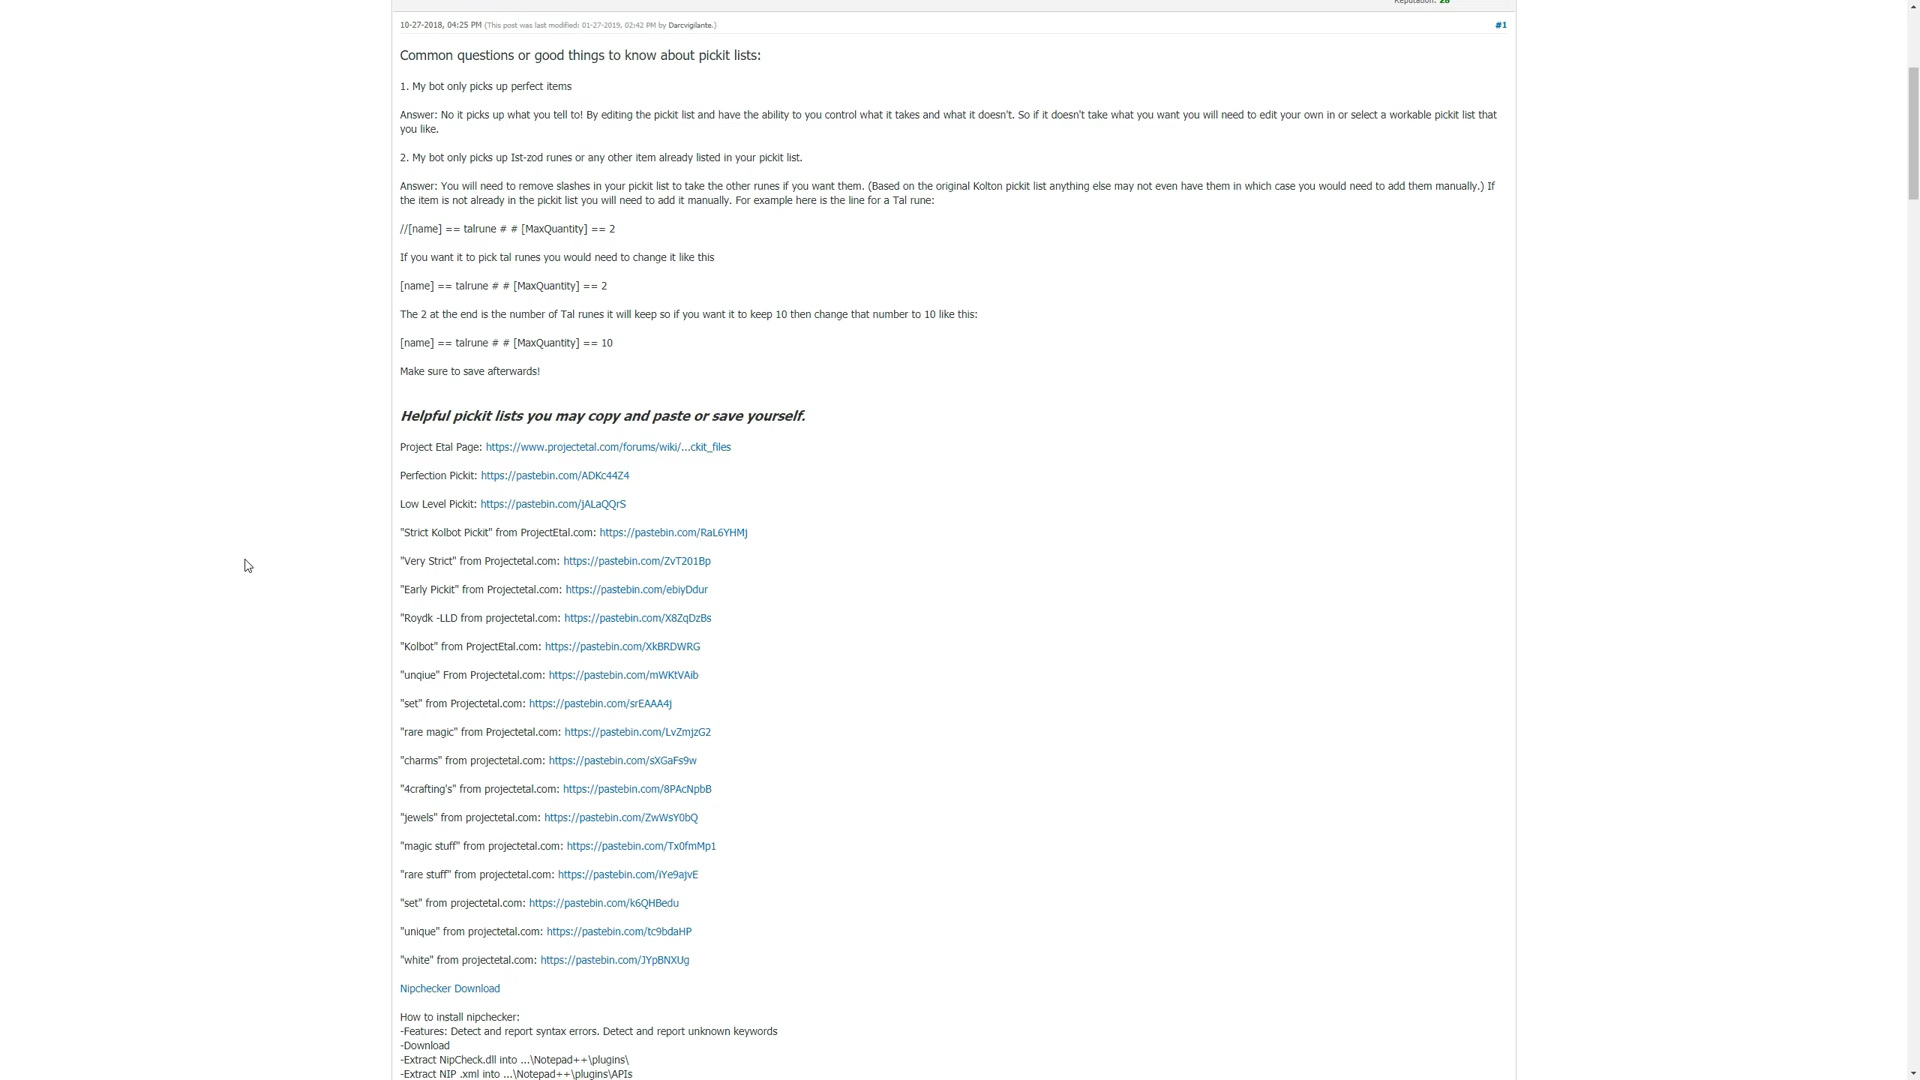 Reputation: 28
10-27-2018, 04:25 PM (This post was last modified: 01-27-2019, 02:42 PM by Darcvigilante.)
#1
Common questions or good things to know about pickit lists:
1. My bot only picks up perfect items
Answer: No it picks up what you tell to! By editing the pickit list and have the ability to you control what it takes and what it doesn't. So if it doesn't take what you want you will need to edit your own in or select a workable pickit list that
you like.
2. My bot only picks up Ist-zod runes or any other item already listed in your pickit list.
Answer: You will need to remove slashes in your pickit list to take the other runes if you want them. (Based on the original Kolton pickit list anything else may not even have them in which case you would need to add them manually.) If
the item is not already in the pickit list you will need to add it manually. For example here is the line for a Tal rune:
//[name] == talrune # # [MaxQuantity] == 2
If you want it to pick tal runes you would need to change it like this
[name] == talrune # # [MaxQuantity] == 2
The 2 at the end is the number of Tal runes it will keep so if you want it to keep 10 then change that number to 10 like this:
[name] == talrune # # [MaxQuantity] == 10
Make sure to save afterwards!
Helpful pickit lists you may copy and paste or save yourself.
Project Etal Page: https://www.projectetal.com/forums/wiki/...ckit_files
Perfection Pickit: https://pastebin.com/ADKc44Z4
Low Level Pickit: https://pastebin.com/jALaQQrS
"Strict Kolbot Pickit" from ProjectEtal.com: https://pastebin.com/RaL6YHMj
"Very Strict" from Projectetal.com: https://pastebin.com/ZvT201Bp
"Early Pickit" from Projectetal.com: https://pastebin.com/ebiyDdur
"Roydk -LLD from projectetal.com: https://pastebin.com/X8ZqDzBs
"Kolbot" from ProjectEtal.com: https://pastebin.com/XkBRDWRG
"unqiue" From Projectetal.com: https://pastebin.com/mWKtVAib
"set" from Projectetal.com: https://pastebin.com/srEAAA4j
"rare magic" from Projectetal.com: https://pastebin.com/LvZmjzG2
"charms" from projectetal.com: https://pastebin.com/sXGaFs9w
"4crafting's" from projectetal.com: https://pastebin.com/8PAcNpbB
"jewels" from projectetal.com: https://pastebin.com/ZwWsY0bQ
"magic stuff" from projectetal.com: https://pastebin.com/Tx0fmMp1
"rare stuff" from projectetal.com: https://pastebin.com/iYe9ajvE
"set" from projectetal.com: https://pastebin.com/k6QHBedu
"unique" from projectetal.com: https://pastebin.com/tc9bdaHP
"white" from projectetal.com: https://pastebin.com/JYpBNXUg
Nipchecker Download
How to install nipchecker:
-Features: Detect and report syntax errors. Detect and report unknown keywords
-Download
-Extract NipCheck.dll into ...\Notepad++\plugins\
-Extract NIP .xml into ...\Notepad++\plugins\APIs